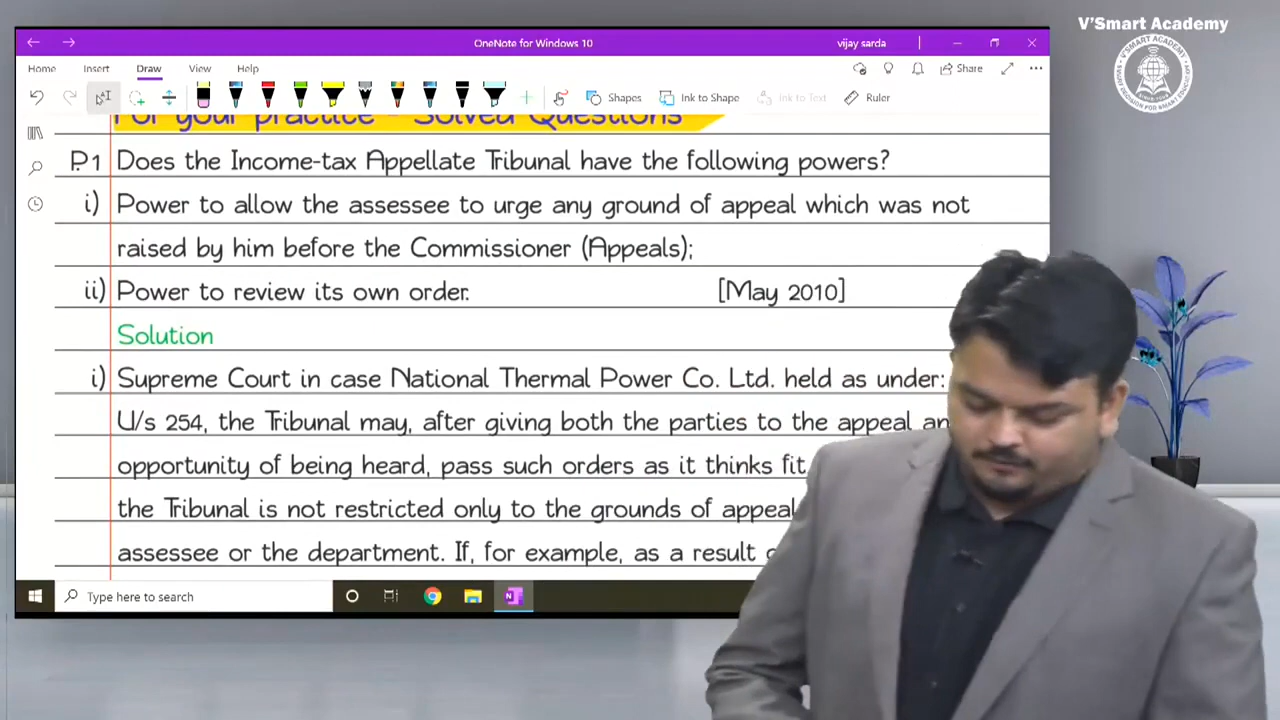 V'Smart Academy
OneNote for Windows 10
vijay sarda
Home Insert Draw View Help
Share
Shapes Ink to Shape Ink to Text Ruler
For your practice - Solved Questions
P.1 Does the Income-tax Appellate Tribunal have the following powers?
i) Power to allow the assessee to urge any ground of appeal which was not
raised by him before the Commissioner (Appeals);
ii) Power to review its own order. [May 2010]
Solution
i) Supreme Court in case National Thermal Power Co. Ltd. held as under:
U/s 254, the Tribunal may, after giving both the parties to the appeal an
opportunity of being heard, pass such orders as it thinks fit
the Tribunal is not restricted only to the grounds of appeal
assessee or the department. If, for example, as a result
Type here to search